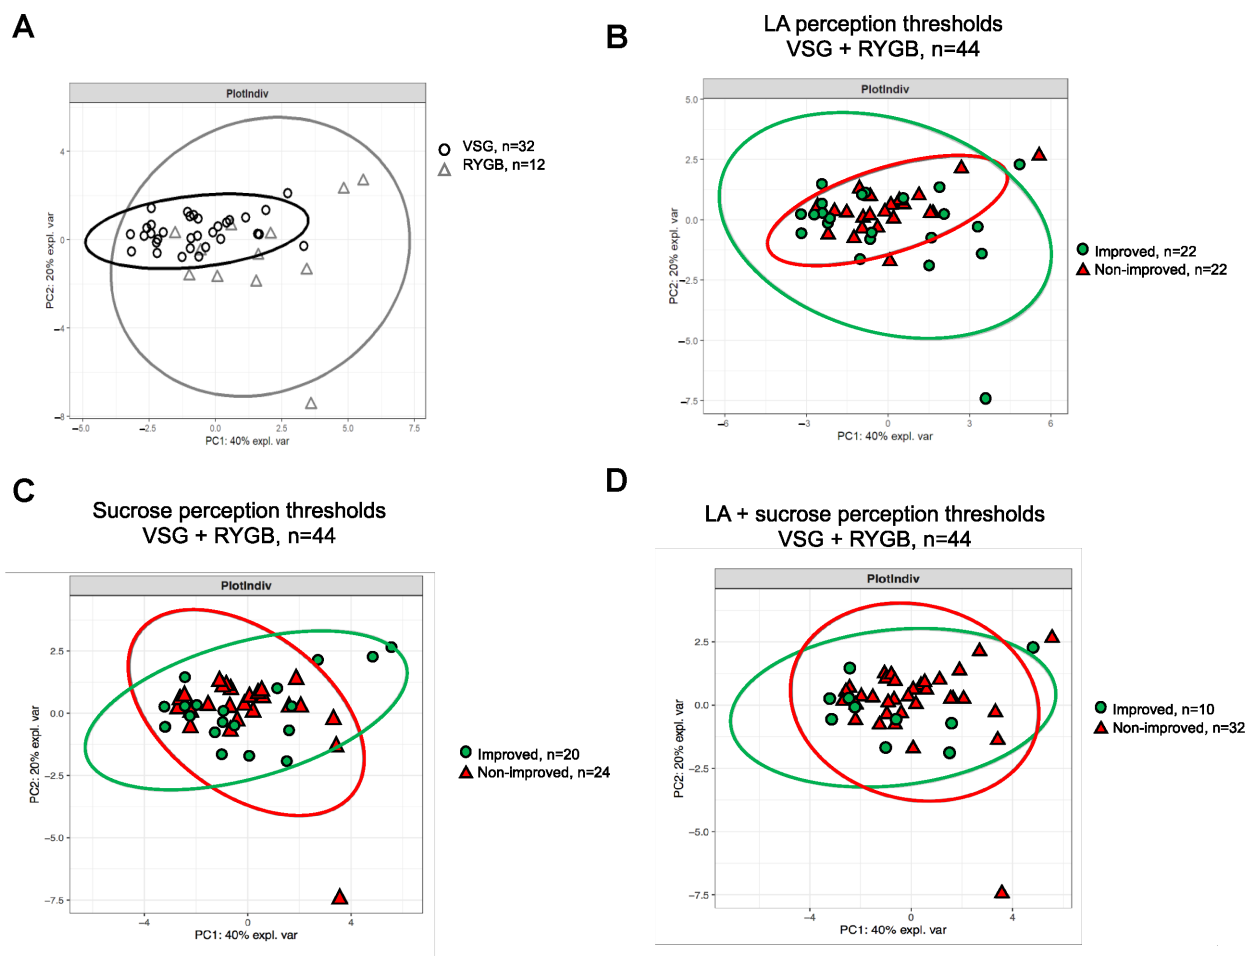 A
PlotIndiv
4
0
−4
−8
PC2: 20% expl. var
−5.0
−2.5
0.0
2.5
5.0
7.5
PC1: 40% expl. var
VSG, n=32
RYGB, n=12
B
LA perception thresholds
VSG + RYGB, n=44
PlotIndiv
5.0
2.5
0.0
−2.5
−5.0
−7.5
PC2: 20% expl. var
−6
−3
0
3
6
PC1: 40% expl. var
Improved, n=22
Non-improved, n=22
C
Sucrose perception thresholds
VSG + RYGB, n=44
PlotIndiv
2.5
0.0
−2.5
−5.0
−7.5
PC2: 20% expl. var
−4
0
4
PC1: 40% expl. var
Improved, n=20
Non-improved, n=24
D
LA + sucrose perception thresholds
VSG + RYGB, n=44
PlotIndiv
2.5
0.0
−2.5
−5.0
−7.5
PC2: 20% expl. var
−4
0
4
PC1: 40% expl. var
Improved, n=10
Non-improved, n=32